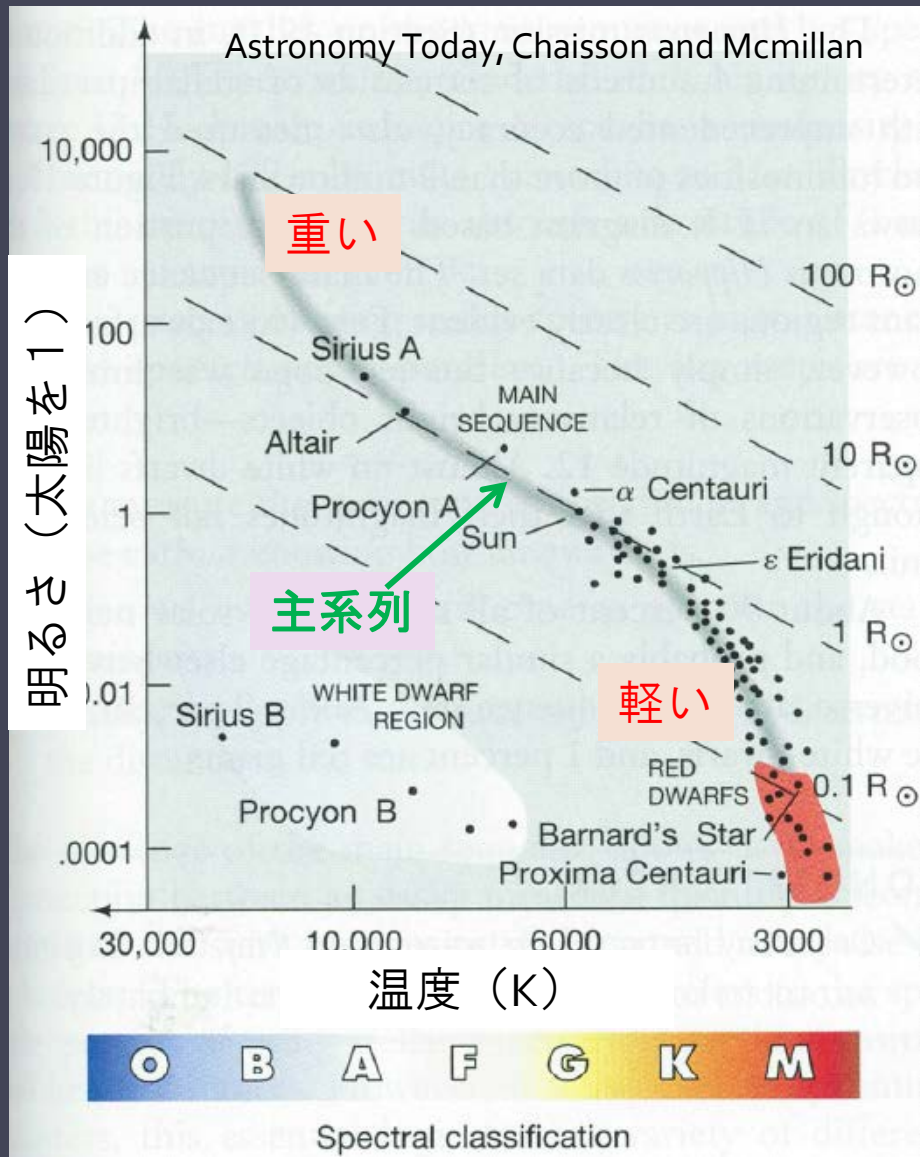 Astronomy Today, Chaisson and Mcmillan
10,000
重い
100 R☉
明るさ（太陽を１）
100
Sirius A
MAIN
SEQUENCE
Altair
10 R☉
Procyon A
α Centauri
1
Sun
ε Eridani
主系列
1 R☉
0.01
WHITE DWARF
REGION
軽い
Sirius B
RED
DWARFS
0.1 R☉
Procyon B
Barnard's Star
.0001
Proxima Centauri
30,000 10,000 6000 3000
温度（K）
O B A F G K M
Spectral classification